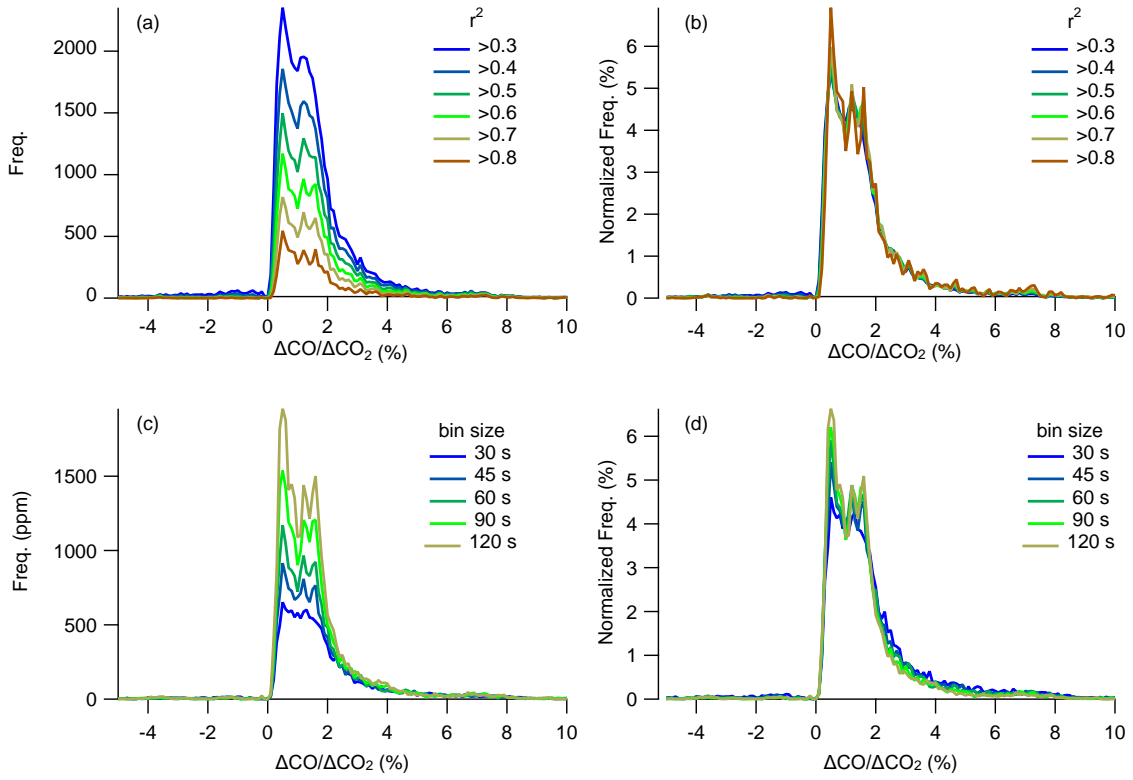 (a)
r²
>0.3
>0.4
>0.5
>0.6
>0.7
>0.8
Freq.
2000
1500
1000
500
0
-4 -2 0 2 4 6 8 10
ΔCO/ΔCO₂ (%)
(b)
r²
>0.3
>0.4
>0.5
>0.6
>0.7
>0.8
Normalized Freq. (%)
6
5
4
3
2
1
0
-4 -2 0 2 4 6 8 10
ΔCO/ΔCO₂ (%)
(c)
bin size
30 s
45 s
60 s
90 s
120 s
Freq. (ppm)
1500
1000
500
0
-4 -2 0 2 4 6 8 10
ΔCO/ΔCO₂ (%)
(d)
bin size
30 s
45 s
60 s
90 s
120 s
Normalized Freq. (%)
6
5
4
3
2
1
0
-4 -2 0 2 4 6 8 10
ΔCO/ΔCO₂ (%)